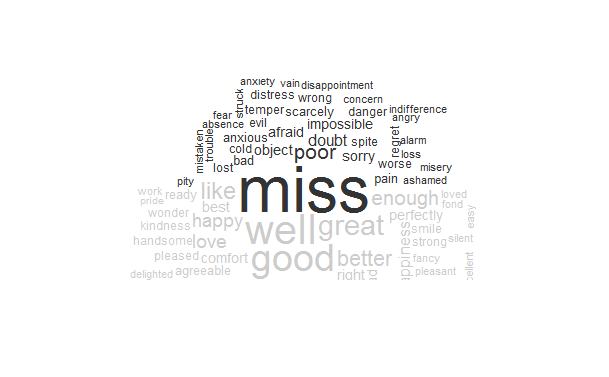 anxiety
vain
disappointment
struck
distress
wrong
concern
temper
scarcely
danger
indifference
fear
absence
evil
afraid
impossible
angry
mistaken
trouble
anxious
doubt
spite
regret
alarm
cold
object
poor
sorry
worse
loss
bad
lost
misery
pity
miss
pain
ashamed
work
ready
like
enough
loved
pride
best
fond
wonder
happy
well
great
perfectly
easy
kindness
smile
handsome
love
strong
silent
pleased
comfort
good
better
fancy
agreeable
delighted
right
pleasant